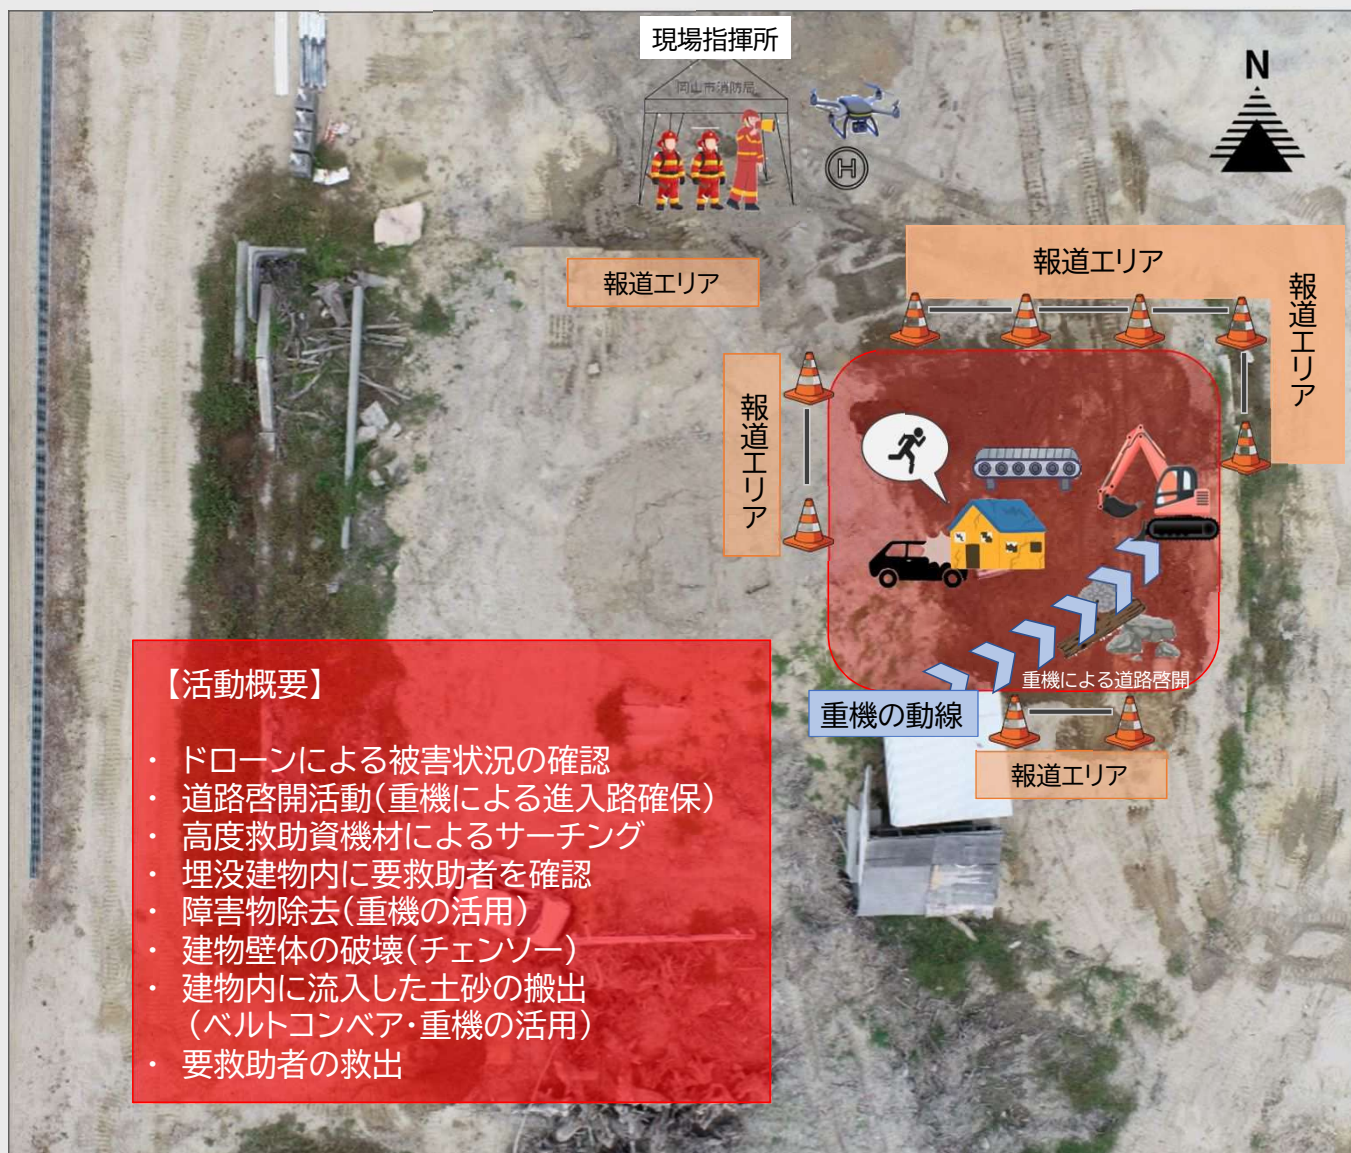 現場指揮所
岡山市消防局
N
H
報道エリア
報道エリア
報道エリア
報道エリア
重機による道路啓開
重機の動線
報道エリア
【活動概要】
・ ドローンによる被害状況の確認
・ 道路啓開活動(重機による進入路確保)
・ 高度救助資機材によるサーチング
・ 埋没建物内に要救助者を確認
・ 障害物除去(重機の活用)
・ 建物壁体の破壊(チェンソー)
・ 建物内に流入した土砂の搬出
(ベルトコンベア・重機の活用)
・ 要救助者の救出